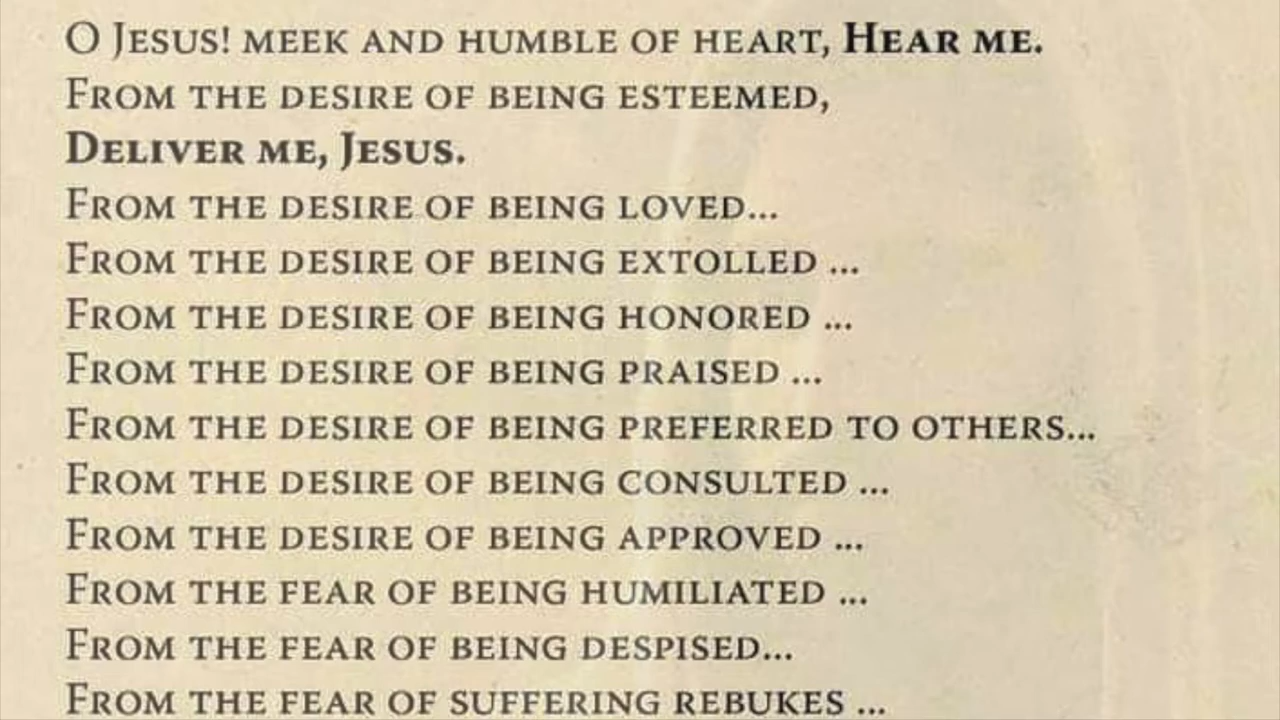 O Jesus! meek and humble of heart, Hear me.
From the desire of being esteemed,
Deliver me, Jesus.
From the desire of being loved...
From the desire of being extolled ...
From the desire of being honored ...
From the desire of being praised ...
From the desire of being preferred to others...
From the desire of being consulted ...
From the desire of being approved ...
From the fear of being humiliated ...
From the fear of being despised...
From the fear of suffering rebukes ...